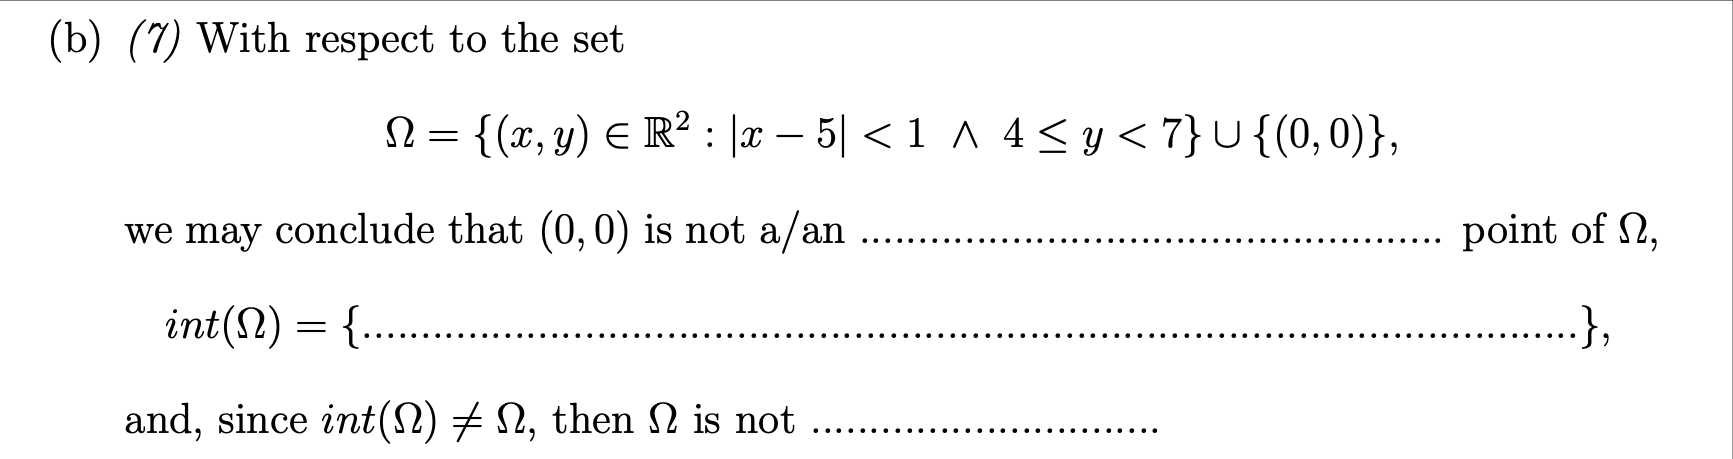 (b) (7) With respect to the set
Ω = {(x, y) ∈ ℝ² : |x − 5| < 1 ∧ 4 ≤ y < 7} ∪ {(0, 0)},
we may conclude that (0, 0) is not a/an .................................................. point of Ω,
int(Ω) = {........................................................................................................},
and, since int(Ω) ≠ Ω, then Ω is not ..............................